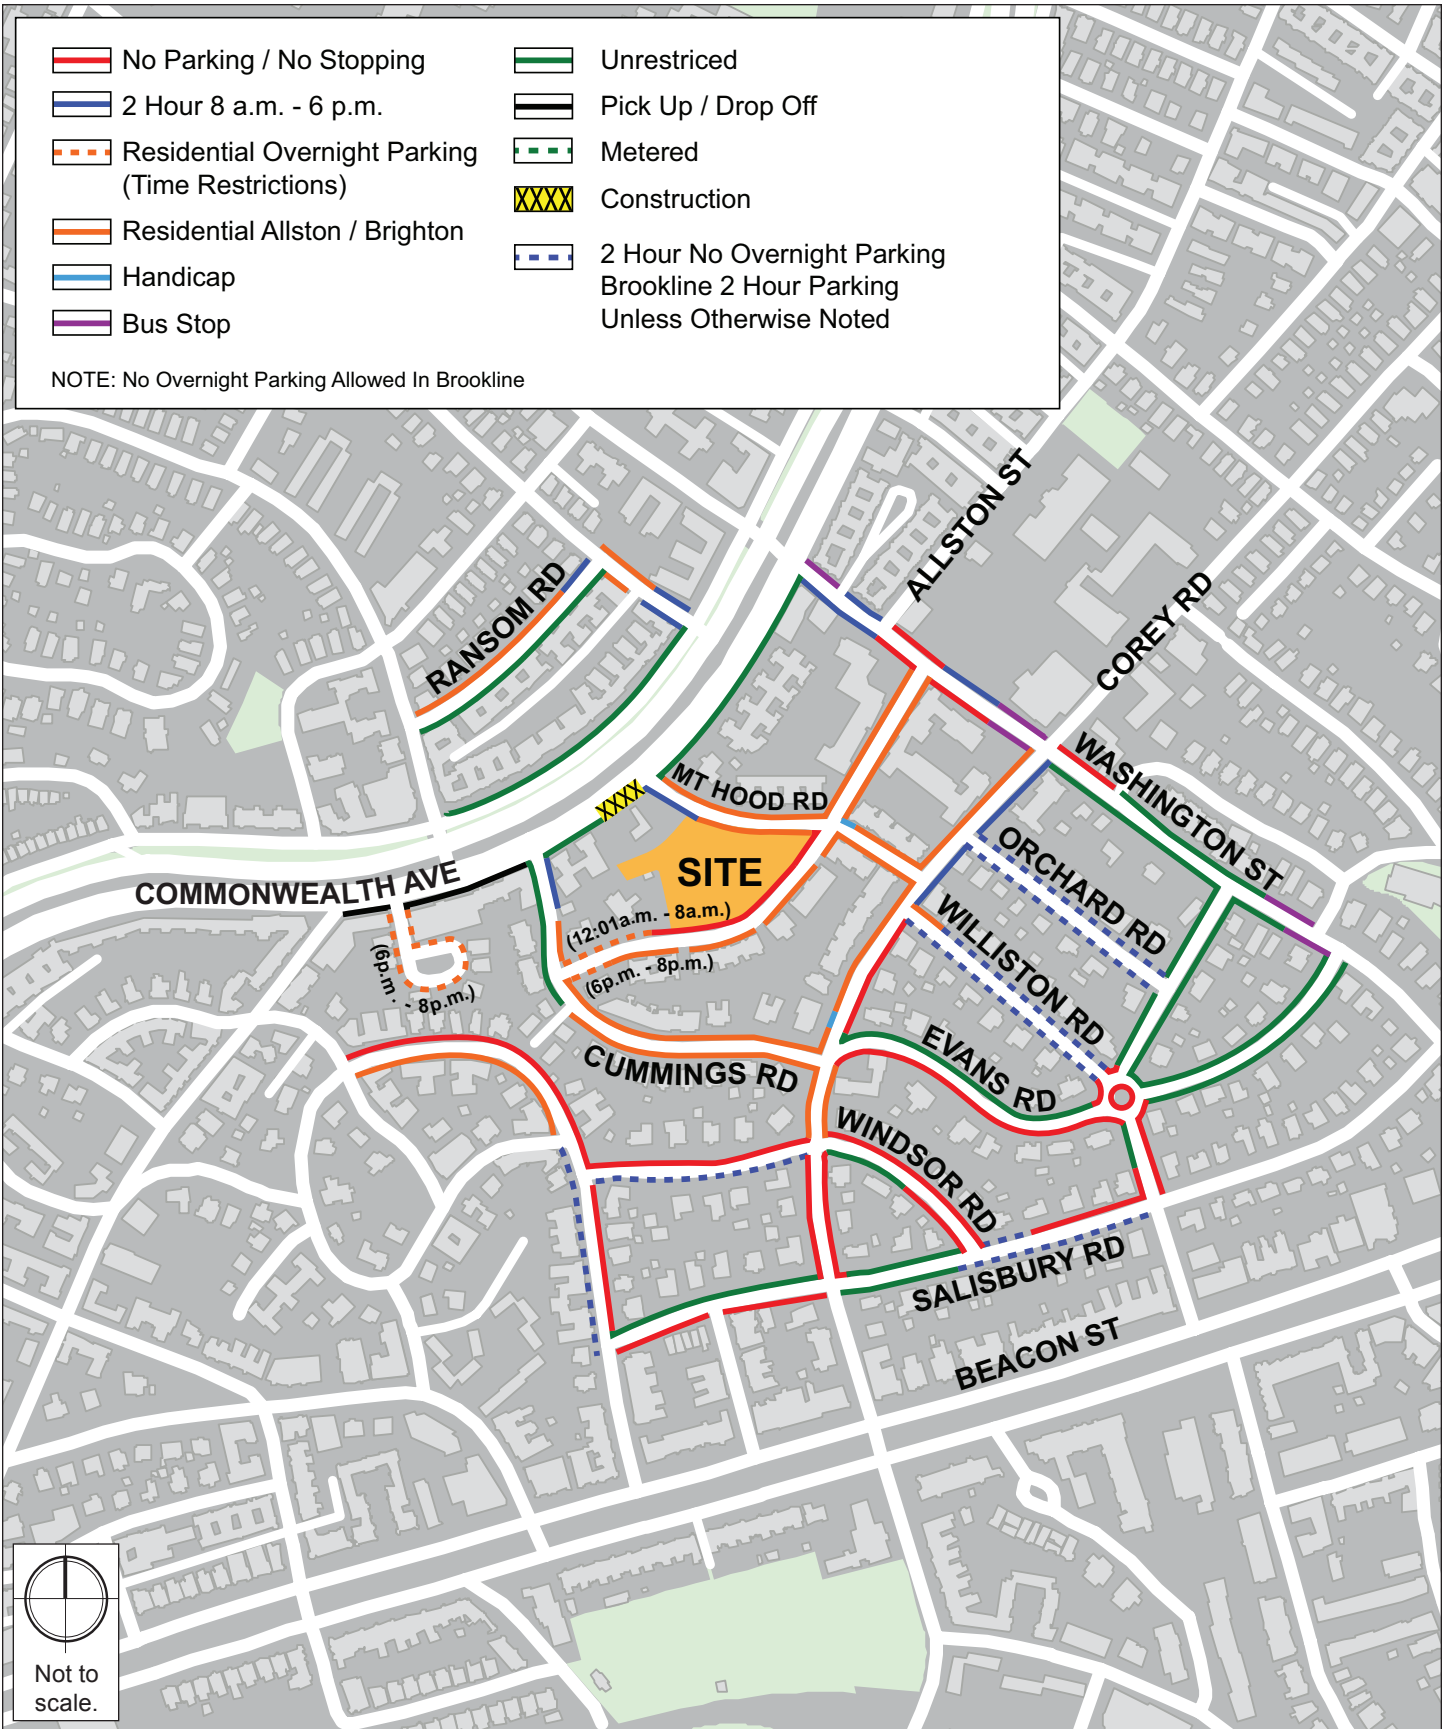 No Parking / No Stopping
2 Hour 8 a.m. - 6 p.m.
Residential Overnight Parking
(Time Restrictions)
Residential Allston / Brighton
Handicap
Bus Stop
Unrestriced
Pick Up / Drop Off
Metered
Construction
2 Hour No Overnight Parking
Brookline 2 Hour Parking
Unless Otherwise Noted
NOTE: No Overnight Parking Allowed In Brookline
ALLSTON ST
RANSOM RD
COREY RD
MT HOOD RD
WASHINGTON ST
SITE
ORCHARD RD
COMMONWEALTH AVE
(12:01a.m. - 8a.m.)
WILLISTON RD
(6p.m. - 8p.m.)
(6p.m. - 8p.m.)
EVANS RD
CUMMINGS RD
WINDSOR RD
SALISBURY RD
BEACON ST
Not to
scale.